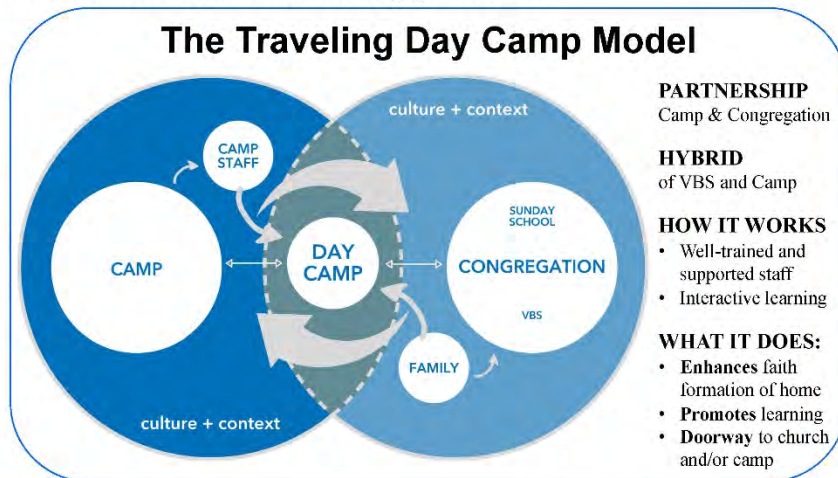 The Traveling Day Camp Model
culture + context
CAMP
STAFF
CAMP
DAY
CAMP
culture + context
SUNDAY
SCHOOL
CONGREGATION
VBS
FAMILY
PARTNERSHIP
Camp & Congregation
HYBRID
of VBS and Camp
HOW IT WORKS
• Well-trained and
supported staff
• Interactive learning
WHAT IT DOES:
• Enhances faith
formation of home
• Promotes learning
• Doorway to church
and/or camp